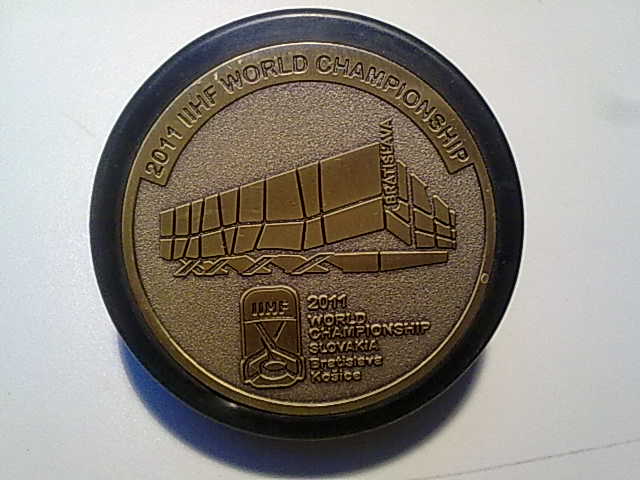 2011 IIHF WORLD CHAMPIONSHIP
BRATISLAVA
IIHF
2011
WORLD
CHAMPIONSHIP
SLOVAKIA
Bratislava
Košice